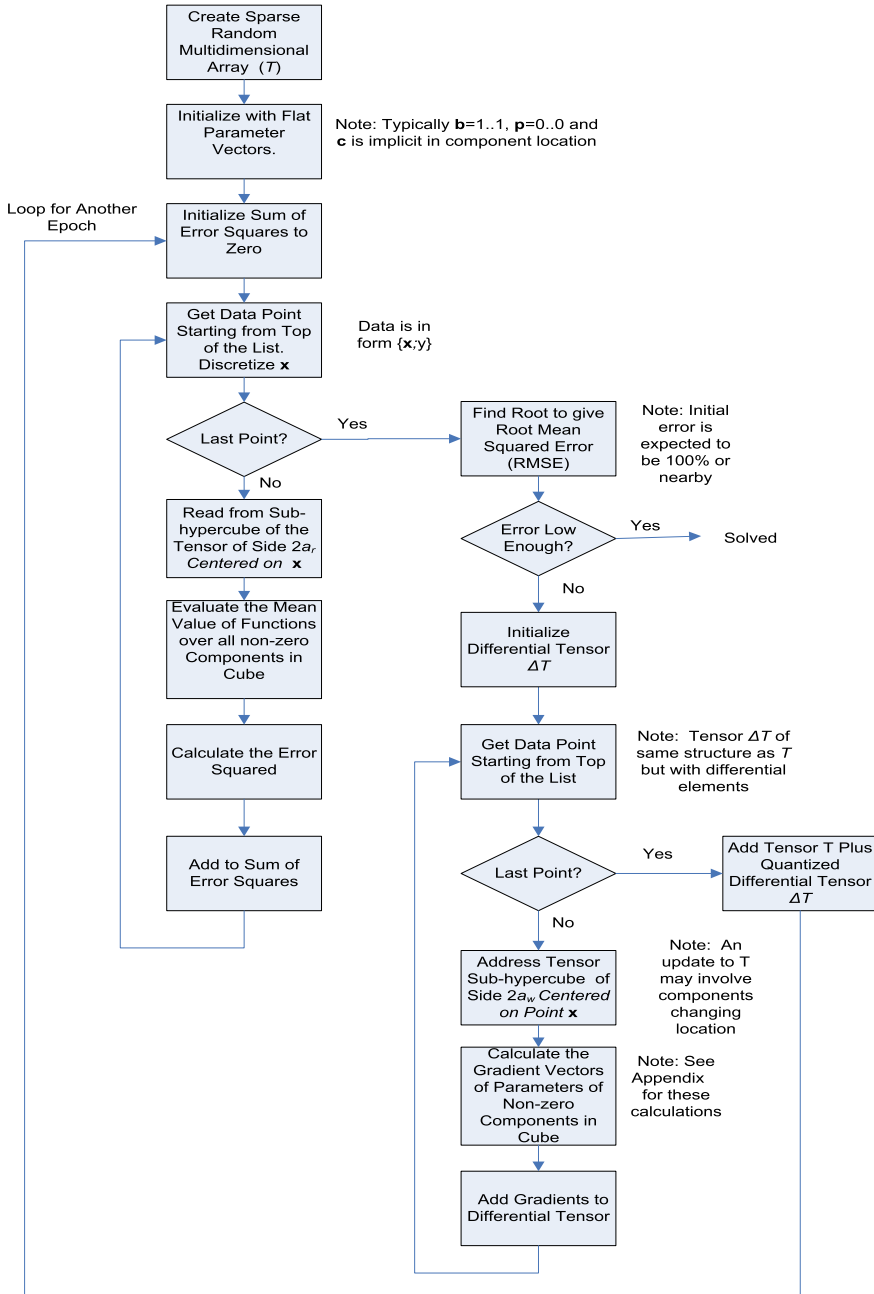 Create Sparse
Random
Multidimensional
Array (T)
Initialize with Flat
Parameter
Vectors.
Note: Typically b=1..1, p=0..0 and
c is implicit in component location
Loop for Another
Epoch
Initialize Sum of
Error Squares to
Zero
Get Data Point
Starting from Top
of the List.
Discretize x
Data is in
form {x;y}
Last Point?
Yes
No
Find Root to give
Root Mean
Squared Error
(RMSE)
Note: Initial
error is
expected to
be 100% or
nearby
Read from Sub-
hypercube of the
Tensor of Side 2ar
Centered on x
Error Low
Enough?
Yes
Solved
No
Evaluate the Mean
Value of Functions
over all non-zero
Components in
Cube
Initialize
Differential Tensor
ΔT
Calculate the Error
Squared
Get Data Point
Starting from Top
of the List
Note: Tensor ΔT of
same structure as T
but with differential
elements
Add to Sum of
Error Squares
Last Point?
Yes
No
Add Tensor T Plus
Quantized
Differential Tensor
ΔT
Address Tensor
Sub-hypercube of
Side 2aw Centered
on Point x
Note: An
update to T
may involve
components
changing
location
Calculate the
Gradient Vectors
of Parameters of
Non-zero
Components in
Cube
Note: See
Appendix
for these
calculations
Add Gradients to
Differential Tensor